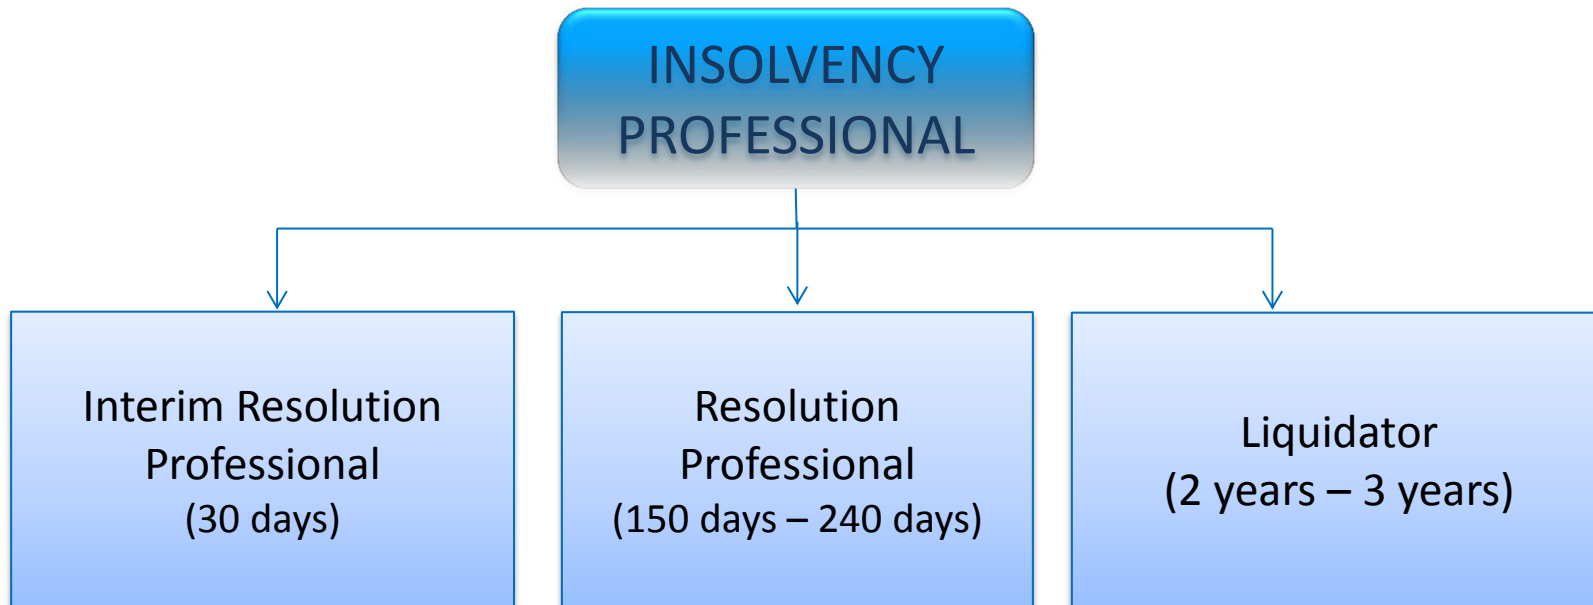 INSOLVENCY
PROFESSIONAL
Interim Resolution
Professional
(30 days)
Resolution
Professional
(150 days – 240 days)
Liquidator
(2 years – 3 years)